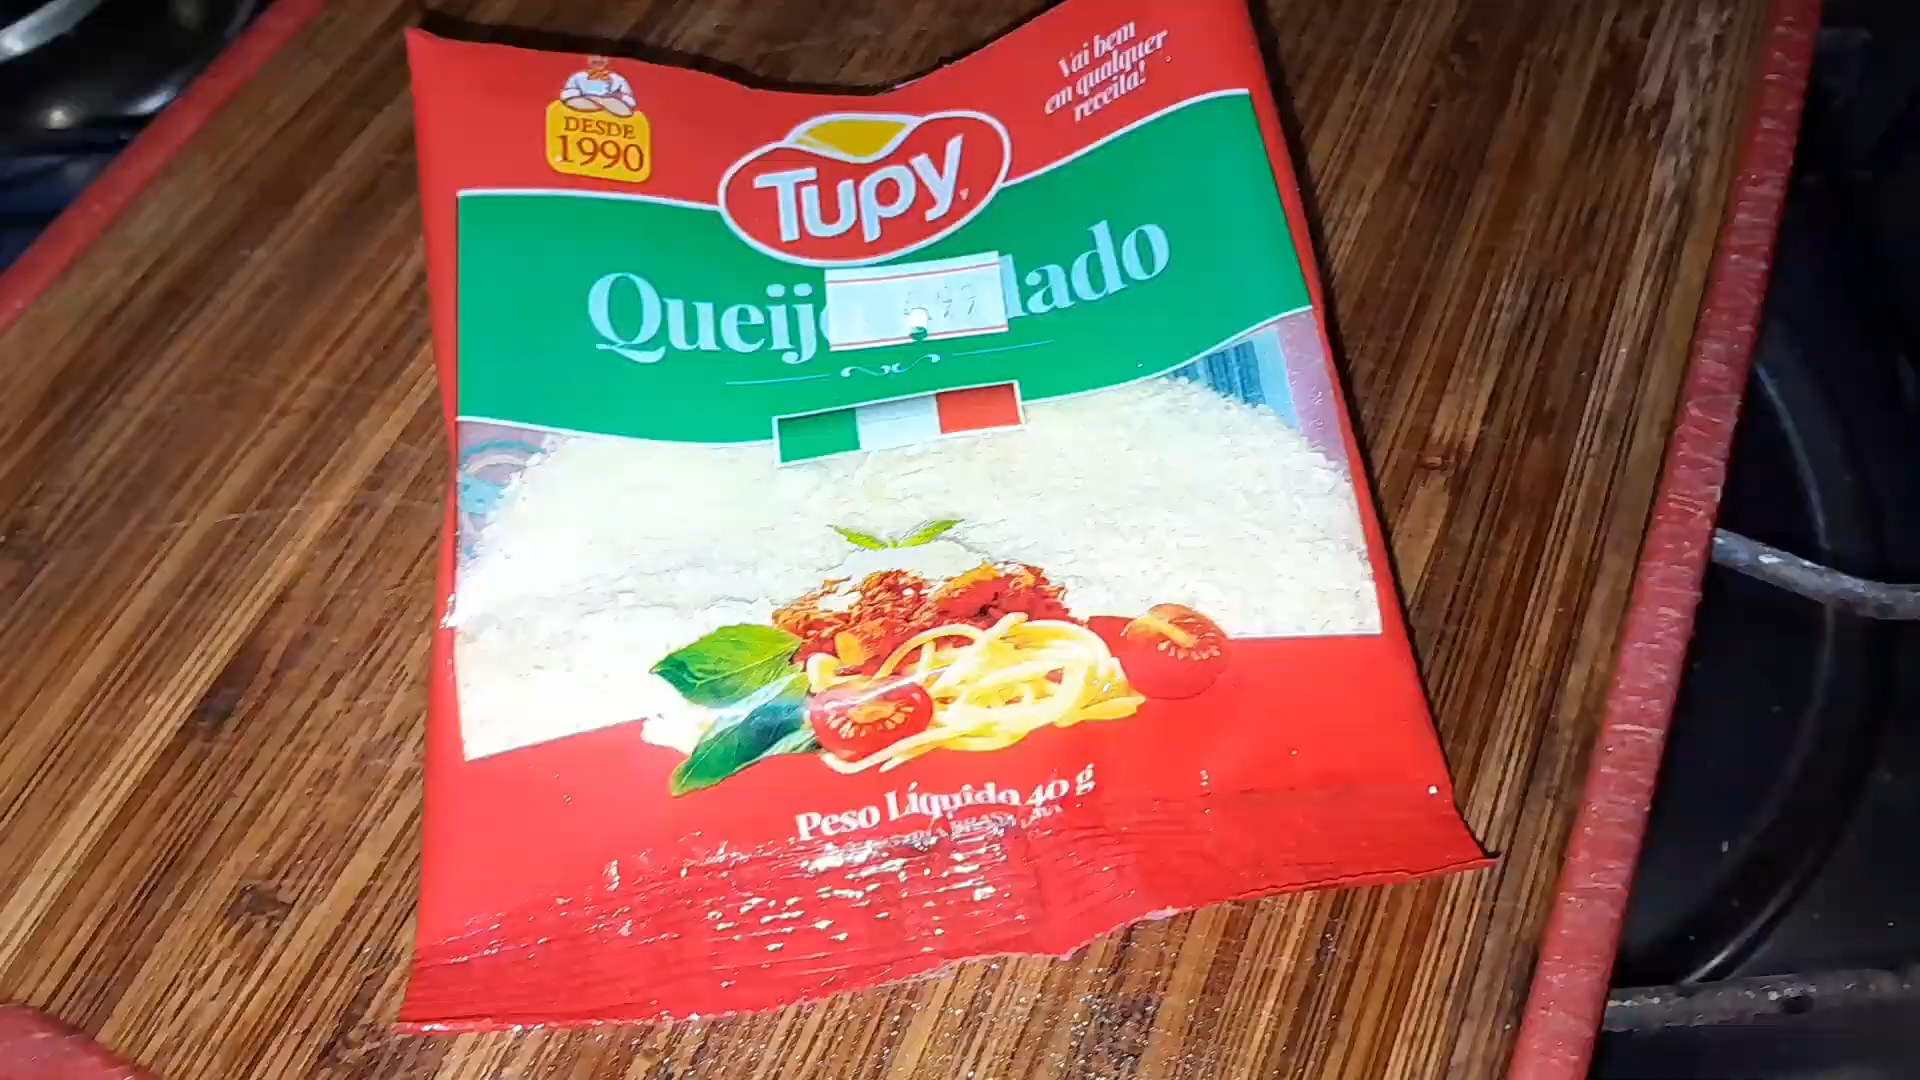 Vai bem
em qualquer
receita!
DESDE
1990
Tupy
Queijo lado
Peso Líquido 40 g